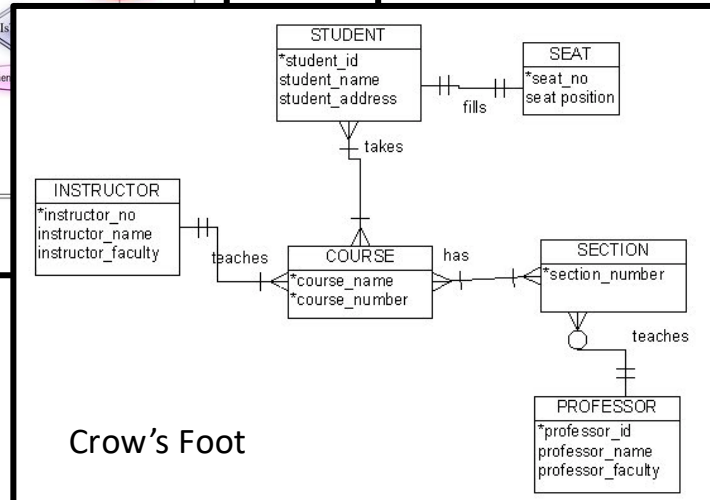 STUDENT
*student_id
student_name
student_address
SEAT
*seat_no
seat position
fills
takes
INSTRUCTOR
*instructor_no
instructor_name
instructor_faculty
teaches
COURSE
*course_name
*course_number
has
SECTION
*section_number
teaches
PROFESSOR
*professor_id
professor_name
professor_faculty
Crow's Foot